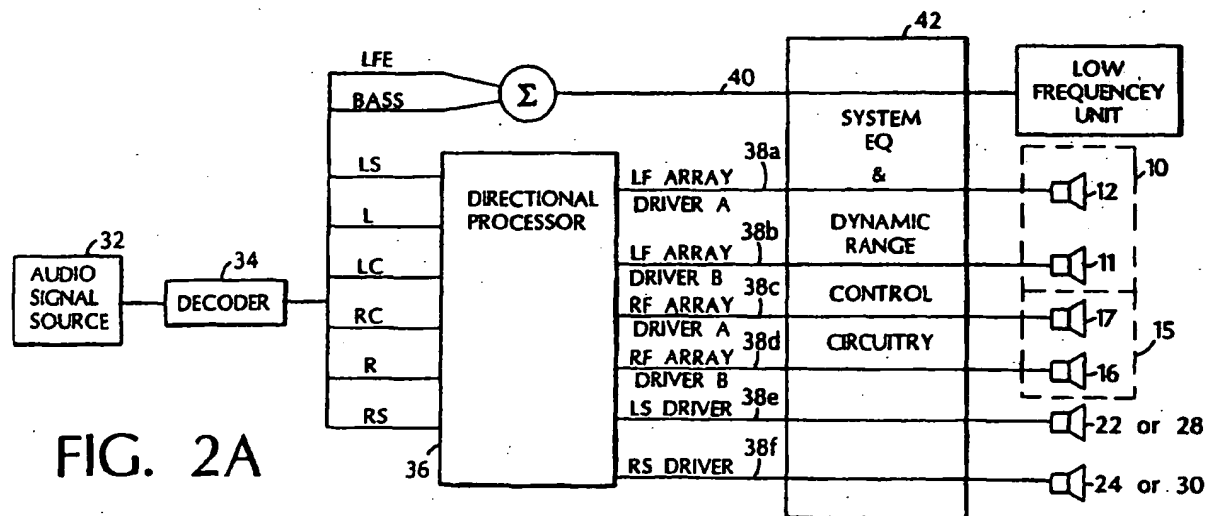 42
LFE
BASS
Σ
40
LOW
FREQUENCEY
UNIT
SYSTEM
EQ
&
DYNAMIC
RANGE
CONTROL
CIRCUITRY
32
AUDIO
SIGNAL
SOURCE
34
DECODER
LS
L
LC
RC
R
RS
DIRECTIONAL
PROCESSOR
36
LF ARRAY
DRIVER A
38a
LF ARRAY
DRIVER B
38b
RF ARRAY
DRIVER A
38c
RF ARRAY
DRIVER B
38d
LS DRIVER
38e
RS DRIVER
38f
10
12
11
17
15
16
22 or 28
24 or 30
FIG. 2A